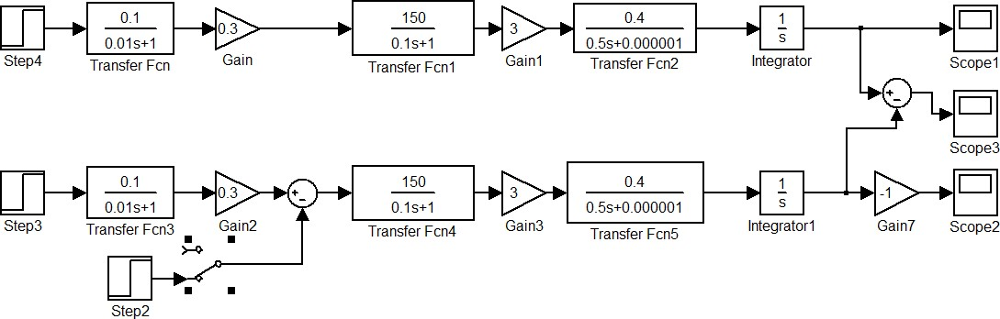 Step4
0.1
0.01s+1
Transfer Fcn
0.3
Gain
150
0.1s+1
Transfer Fcn1
3
Gain1
0.4
0.5s+0.000001
Transfer Fcn2
1
s
Integrator
Scope1
+
-
Scope3
Step3
0.1
0.01s+1
Transfer Fcn3
0.3
Gain2
+
-
150
0.1s+1
Transfer Fcn4
3
Gain3
0.4
0.5s+0.000001
Transfer Fcn5
1
s
Integrator1
-1
Gain7
Scope2
Step2